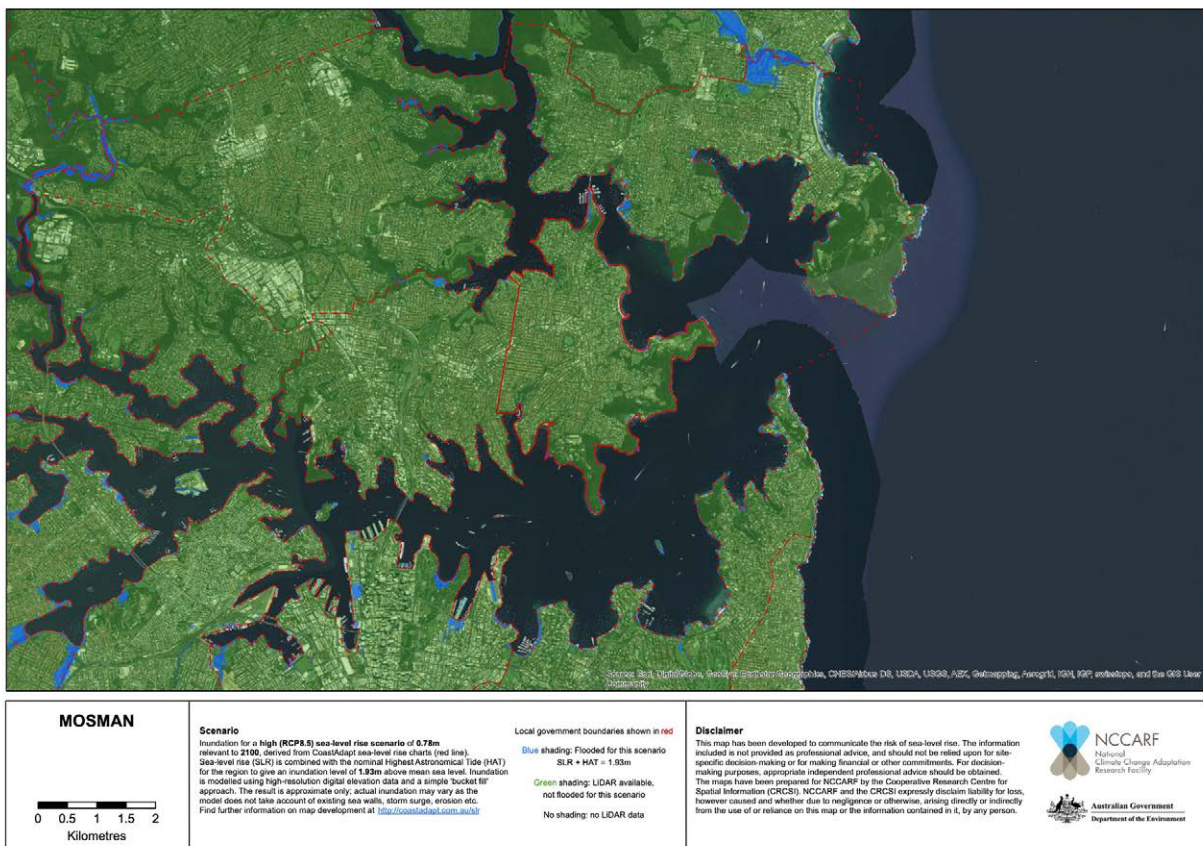 Source: Esri, DigitalGlobe, GeoEye, Earthstar Geographics, CNES/Airbus DS, USDA, USGS, AEX, Getmapping, Aerogrid, IGN, IGP, swisstopo, and the GIS User
Community
MOSMAN
0 0.5 1 1.5 2
Kilometres
Scenario
Inundation for a high (RCP8.5) sea-level rise scenario of 0.78m
relevant to 2100, derived from CoastAdapt sea-level rise charts (red line).
Sea-level rise (SLR) is combined with the nominal Highest Astronomical Tide (HAT)
for the region to give an inundation level of 1.93m above mean sea level. Inundation
is modelled using high-resolution digital elevation data and a simple 'bucket fill'
approach. The result is approximate only; actual inundation may vary as the
model does not take account of existing sea walls, storm surge, erosion etc.
Find further information on map development at http://coastadapt.com.au/slr
Local government boundaries shown in red
Blue shading: Flooded for this scenario
SLR + HAT = 1.93m
Green shading: LiDAR available,
not flooded for this scenario
No shading: no LiDAR data
Disclaimer
This map has been developed to communicate the risk of sea-level rise. The information
included is not provided as professional advice, and should not be relied upon for site-
specific decision-making or for making financial or other commitments. For decision-
making purposes, appropriate independent professional advice should be obtained.
The maps have been prepared for NCCARF by the Cooperative Research Centre for
Spatial Information (CRCSI). NCCARF and the CRCSI expressly disclaim liability for loss,
however caused and whether due to negligence or otherwise, arising directly or indirectly
from the use of or reliance on this map or the information contained in it, by any person.
NCCARF
National
Climate Change Adaptation
Research Facility
Australian Government
Department of the Environment